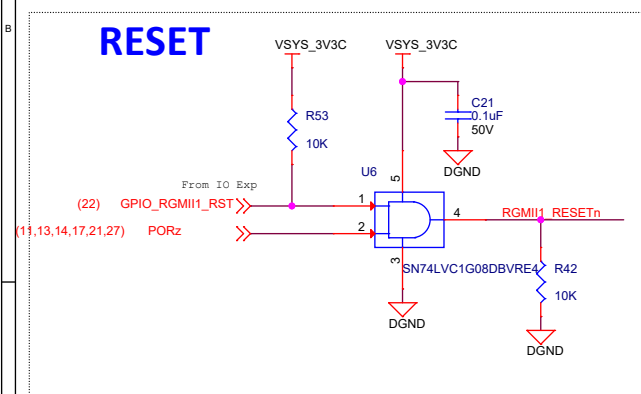 B
RESET
VSYS_3V3C
VSYS_3V3C
C21
0.1uF
50V
R53
10K
DGND
U6
5
From IO Exp
(22) GPIO_RGMII1_RST
1
4
RGMII1_RESETn
(11,13,14,17,21,27) PORz
2
3
SN74LVC1G08DBVRE4
R42
10K
DGND
DGND